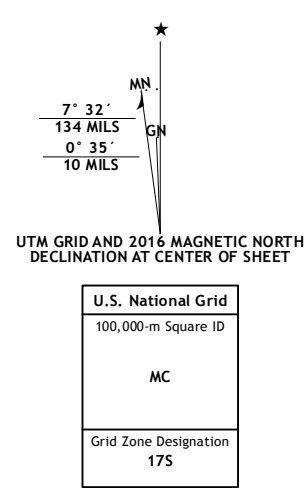 ★
MN
7° 32´
134 MILS
GN
0° 35´
10 MILS
UTM GRID AND 2016 MAGNETIC NORTH
DECLINATION AT CENTER OF SHEET
U.S. National Grid
100,000-m Square ID
MC
Grid Zone Designation
17S